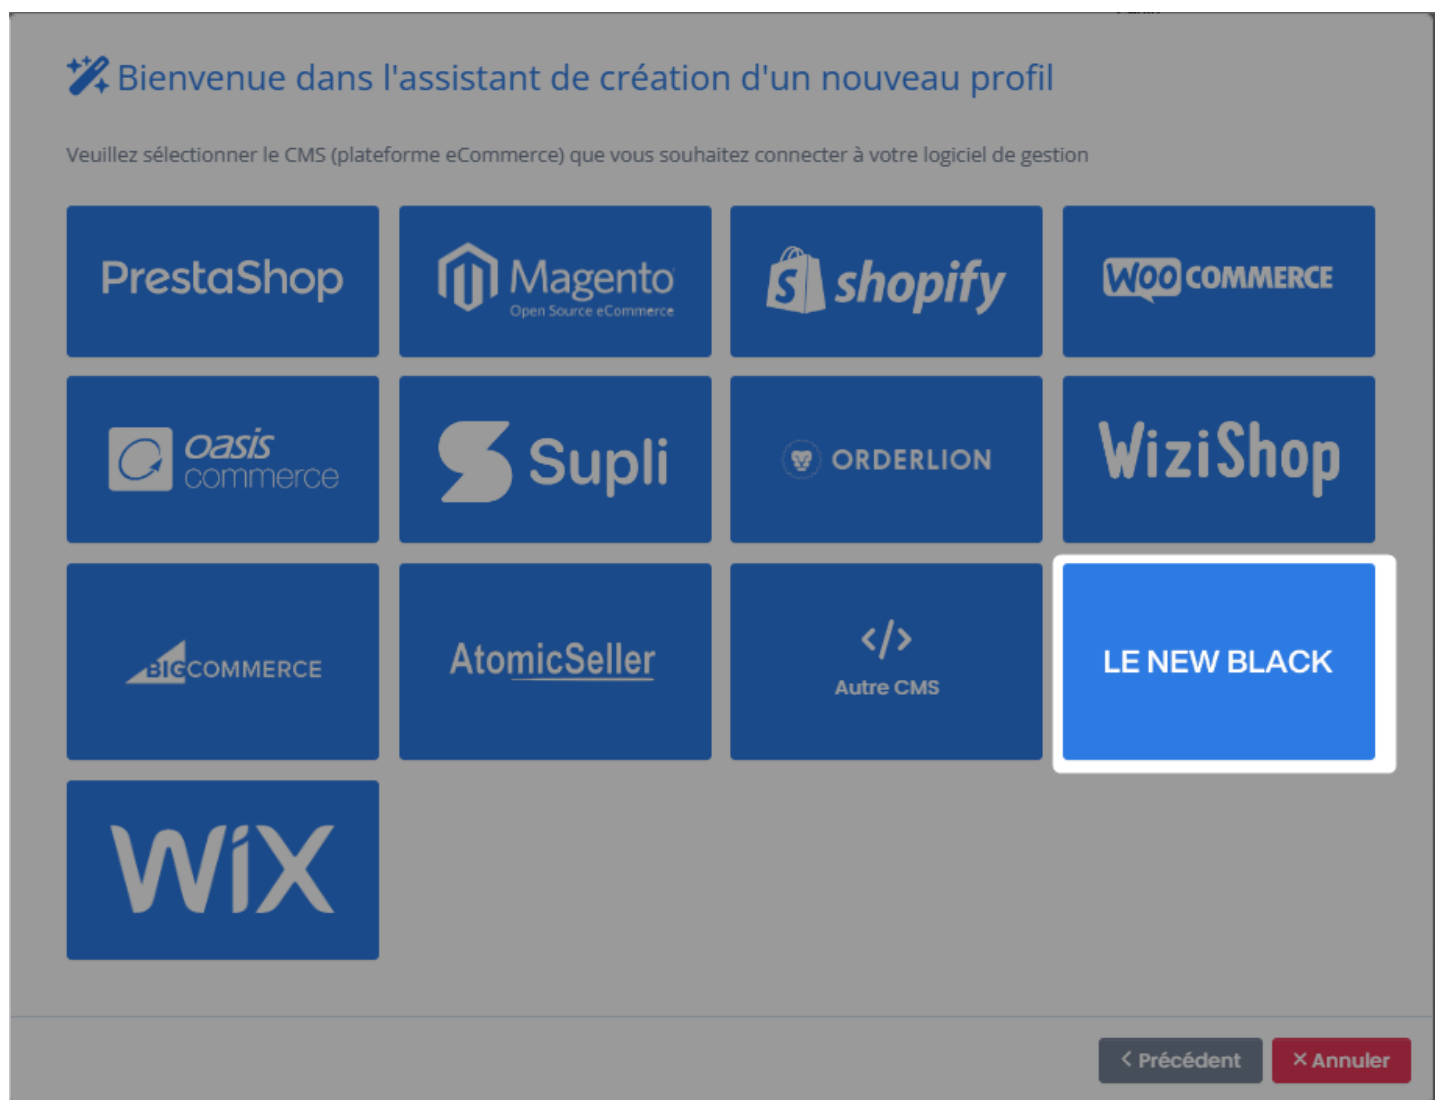 Bienvenue dans l'assistant de création d'un nouveau profil
Veuillez sélectionner le CMS (plateforme eCommerce) que vous souhaitez connecter à votre logiciel de gestion
PrestaShop
Magento
Open Source eCommerce
shopify
WOO COMMERCE
oasis
commerce
Supli
ORDERLION
WiziShop
BIGCOMMERCE
AtomicSeller
</>
Autre CMS
LE NEW BLACK
WiX
< Précédent
× Annuler